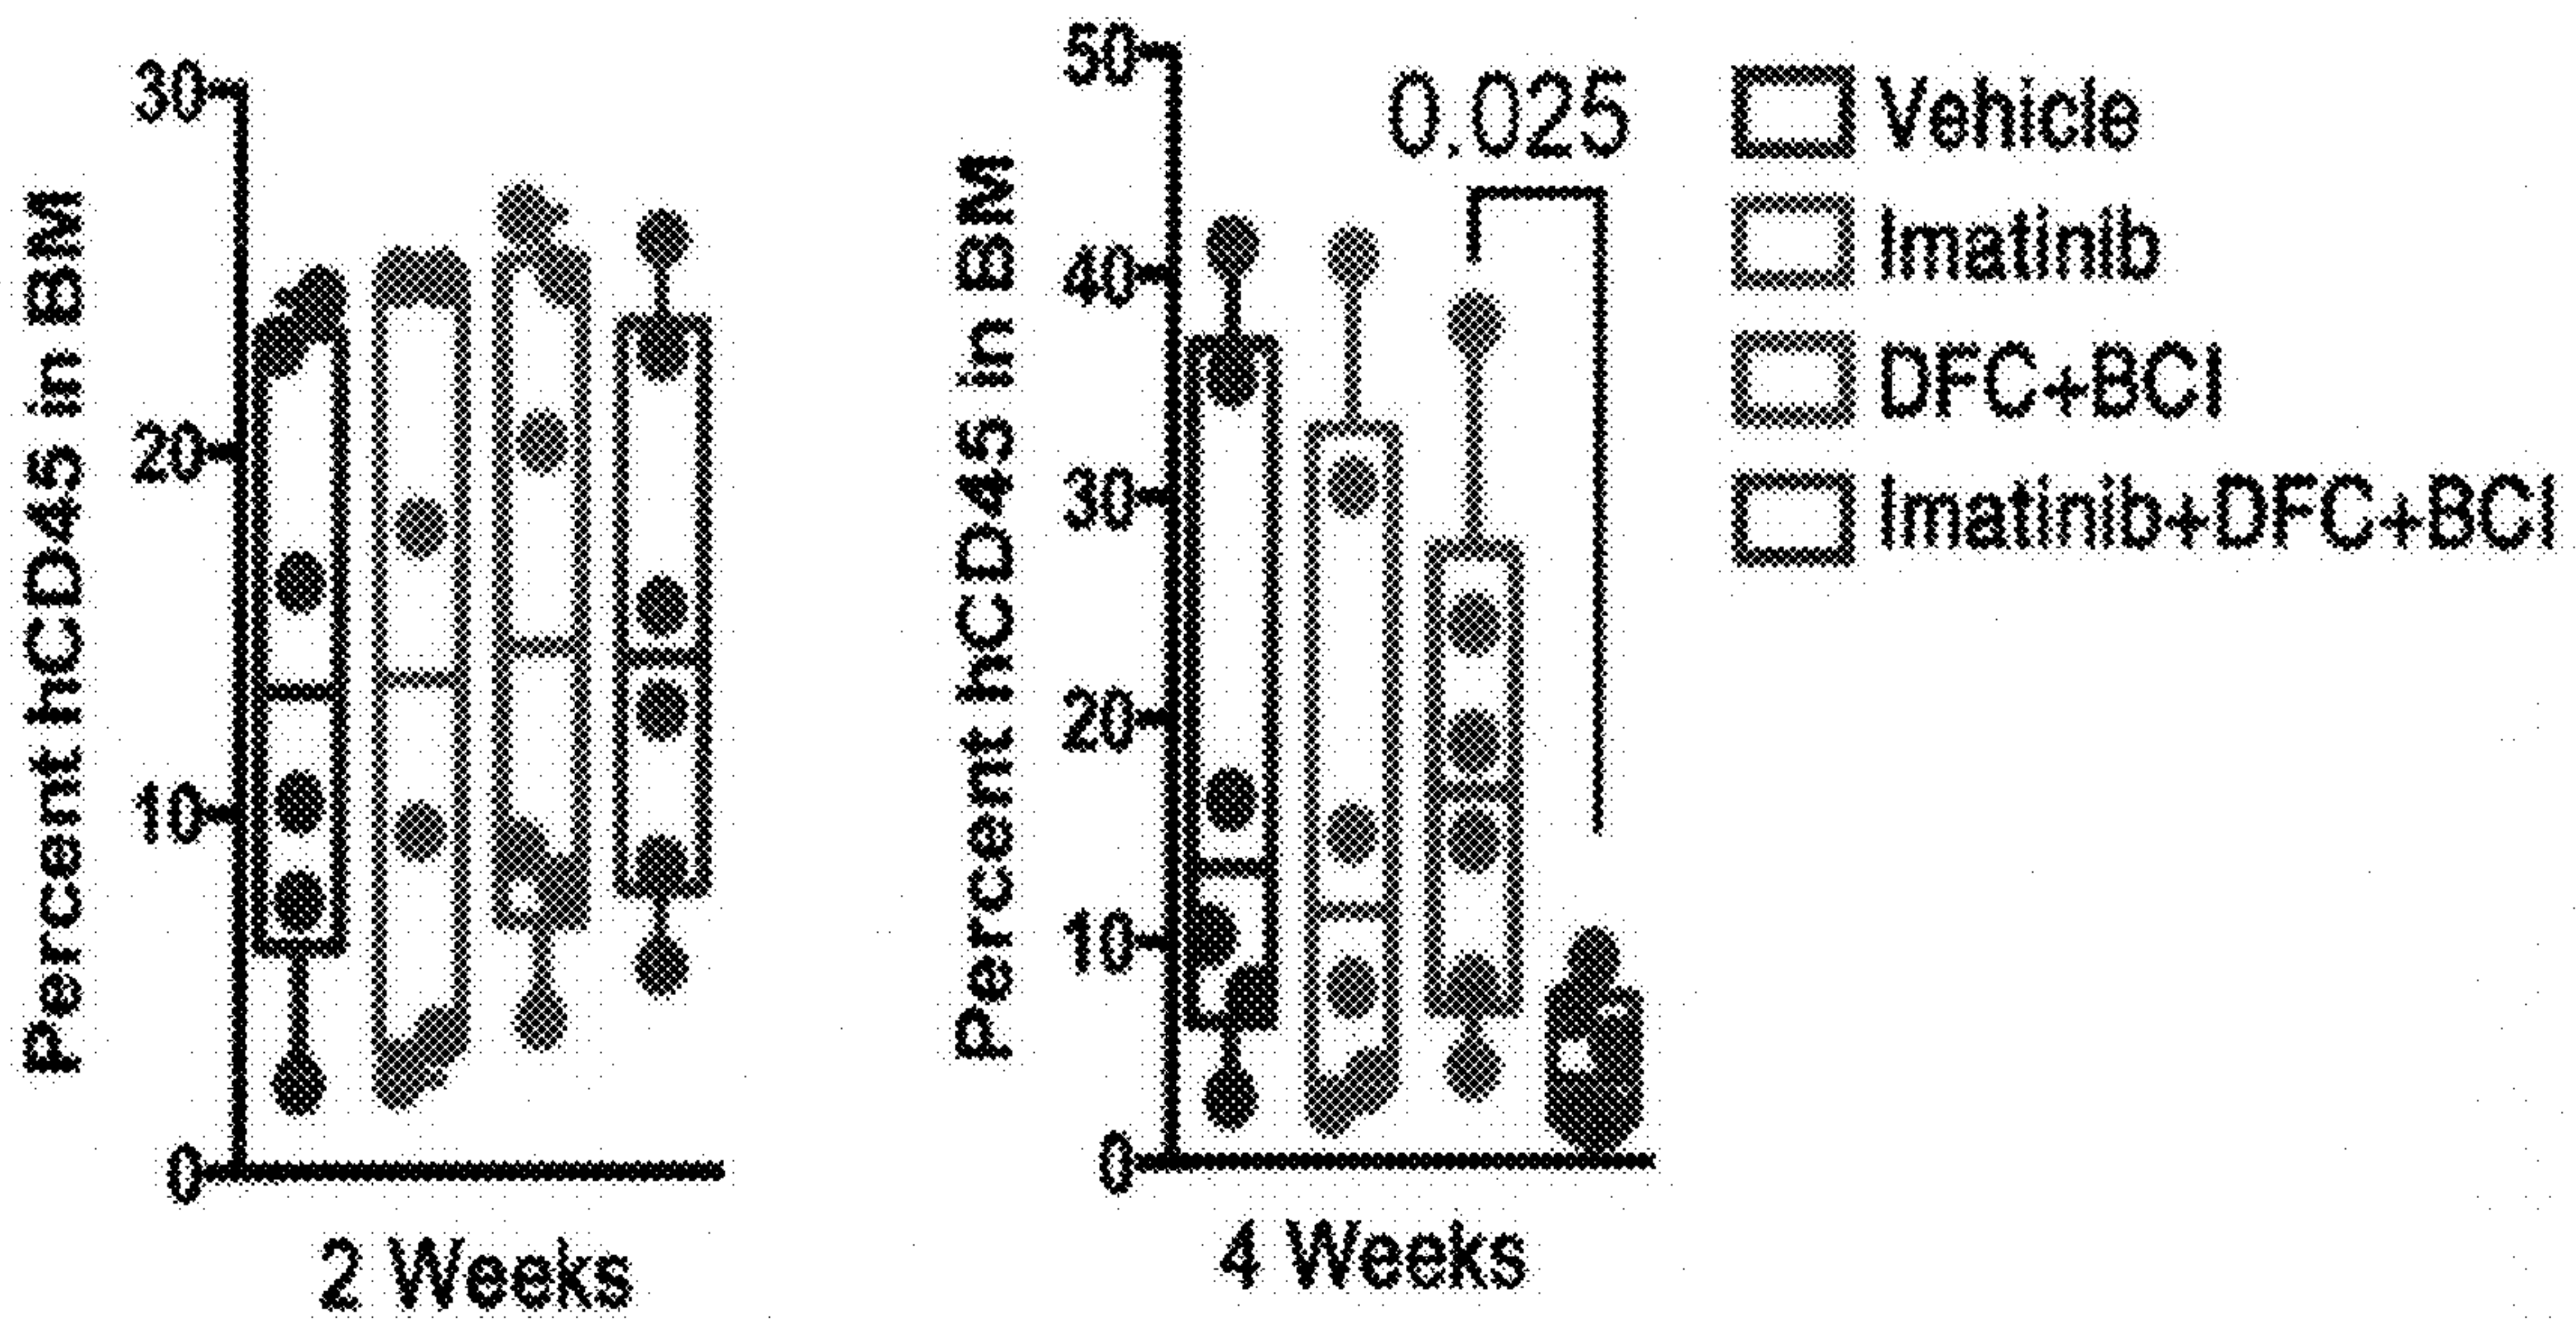 Percent hCD45 in BM
30
20
10
0
2 Weeks
Percent hCD45 in BM
50
40
30
20
10
0
0.025
4 Weeks
Vehicle
Imatinib
DFC+BCI
Imatinib+DFC+BCI